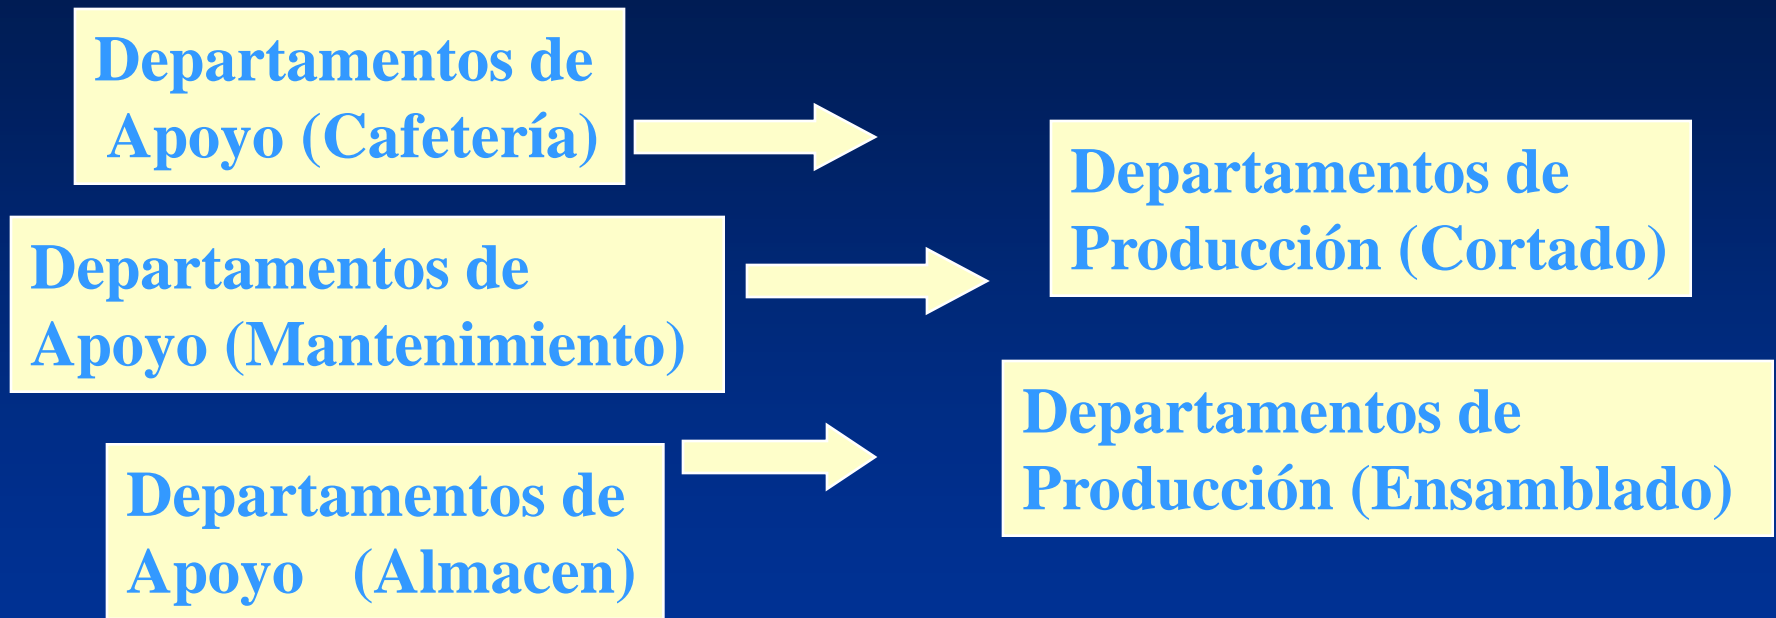 Departamentos de
Apoyo (Cafetería)
Departamentos de
Apoyo (Mantenimiento)
Departamentos de
Apoyo (Almacen)
Departamentos de
Producción (Cortado)
Departamentos de
Producción (Ensamblado)